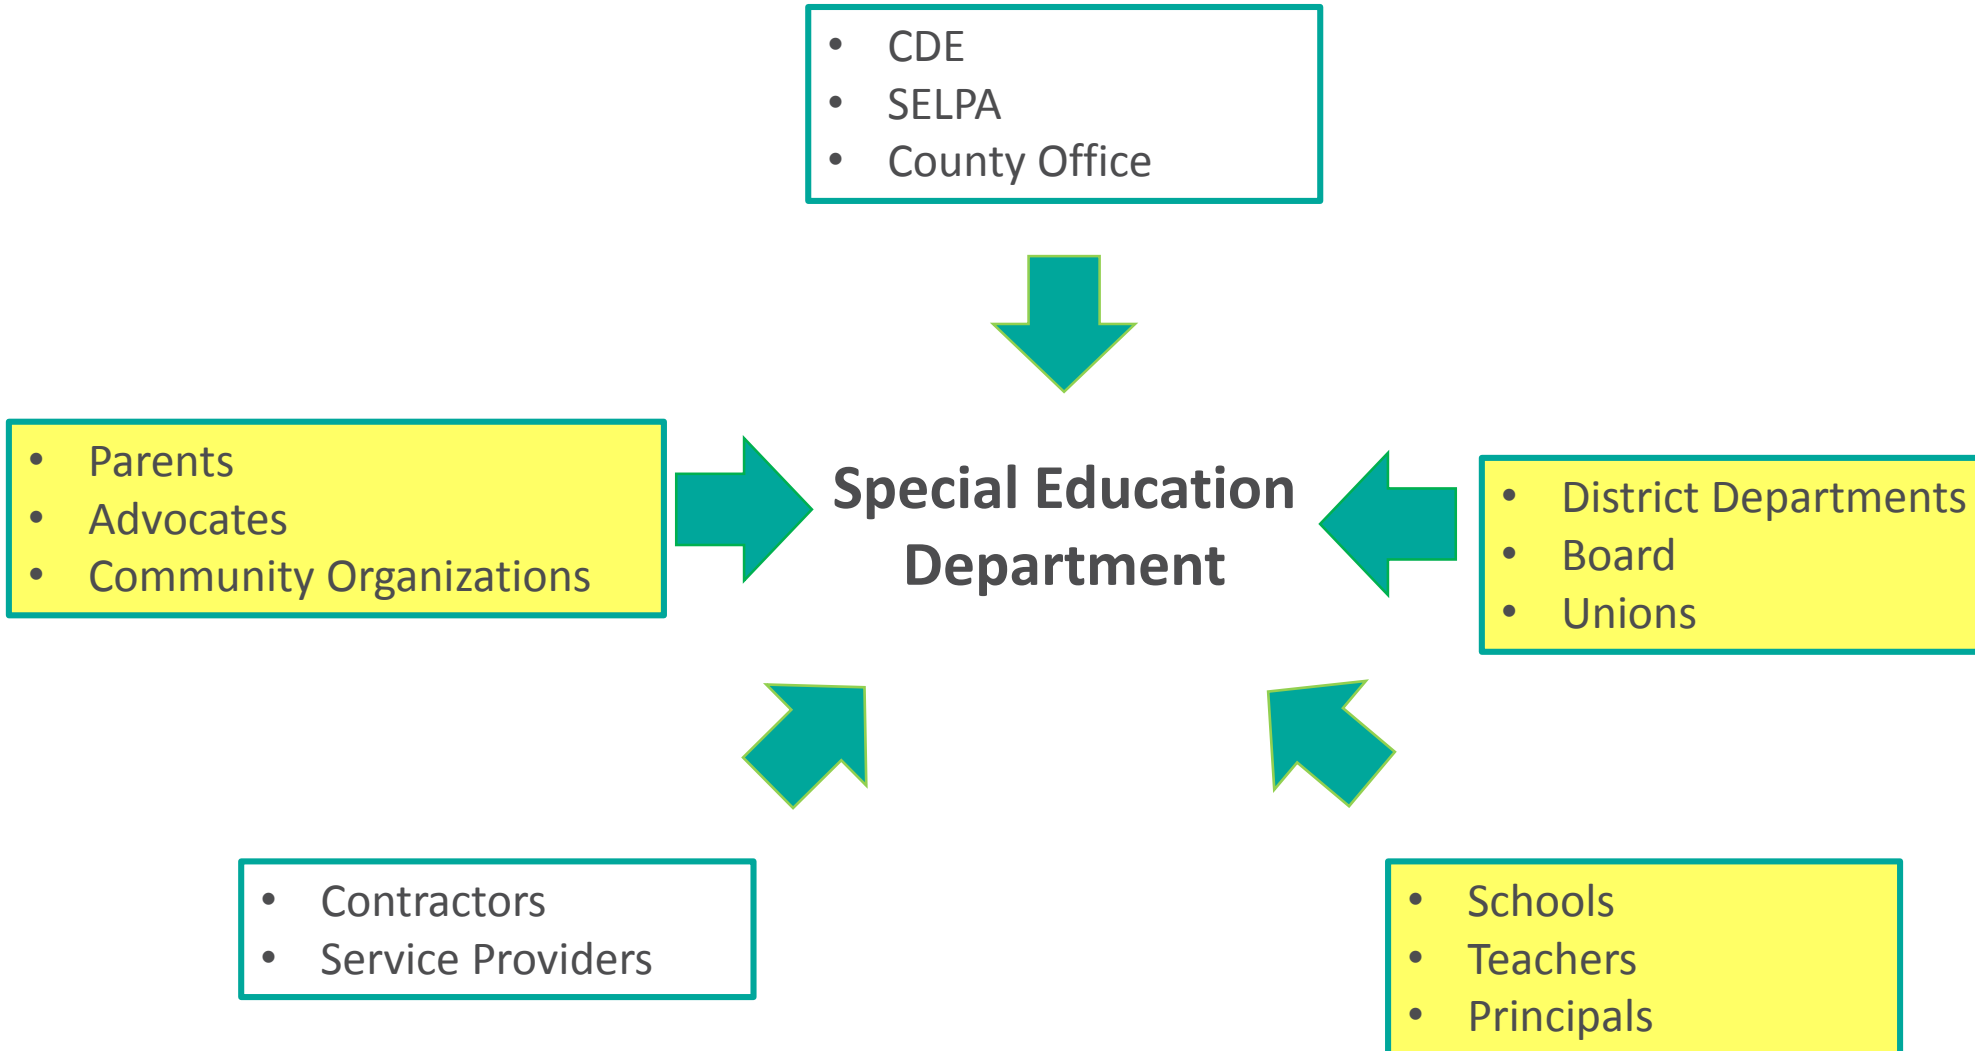 • CDE
• SELPA
• County Office
• Parents
• Advocates
• Community Organizations
Special Education
Department
• District Departments
• Board
• Unions
• Contractors
• Service Providers
• Schools
• Teachers
• Principals